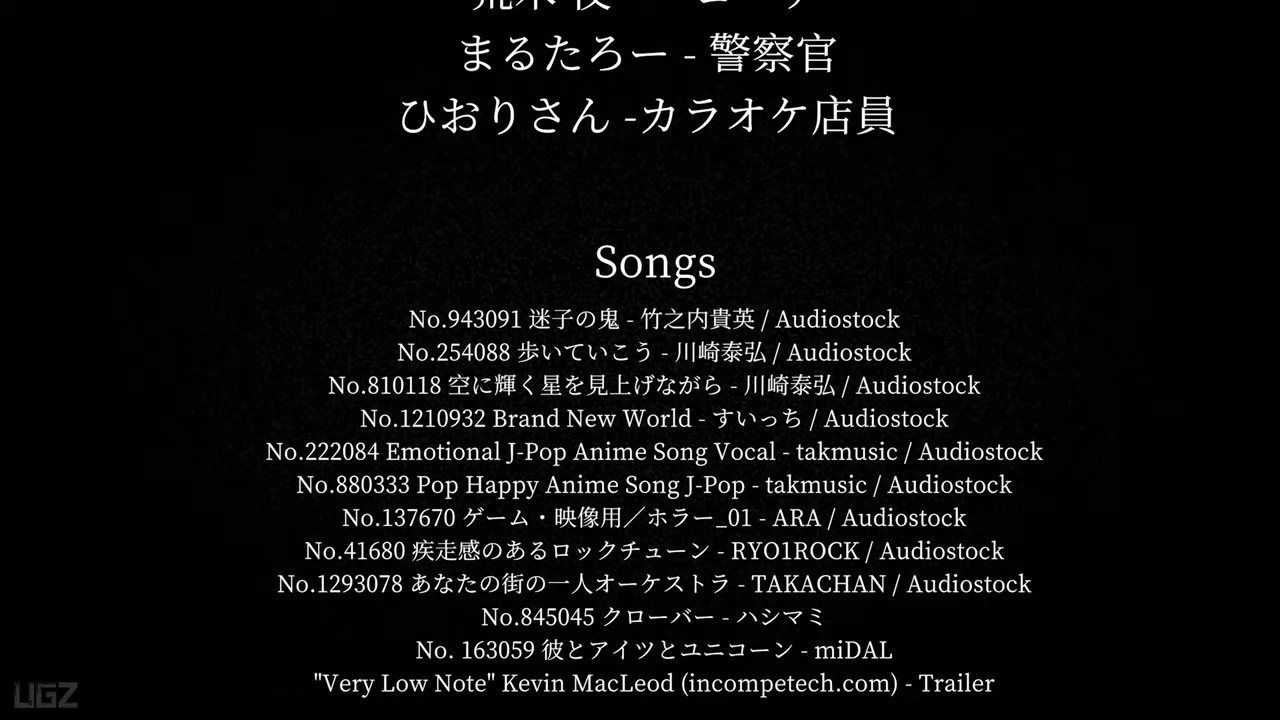 まるたろー - 警察官
ひおりさん -カラオケ店員
Songs
No.943091 迷子の鬼 - 竹之内貴英 / Audiostock
No.254088 歩いていこう - 川崎泰弘 / Audiostock
No.810118 空に輝く星を見上げながら - 川崎泰弘 / Audiostock
No.1210932 Brand New World - すいっち / Audiostock
No.222084 Emotional J-Pop Anime Song Vocal - takmusic / Audiostock
No.880333 Pop Happy Anime Song J-Pop - takmusic / Audiostock
No.137670 ゲーム・映像用／ホラー_01 - ARA / Audiostock
No.41680 疾走感のあるロックチューン - RYO1ROCK / Audiostock
No.1293078 あなたの街の一人オーケストラ - TAKACHAN / Audiostock
No.845045 クローバー - ハシマミ
No. 163059 彼とアイツとユニコーン - miDAL
"Very Low Note" Kevin MacLeod (incompetech.com) - Trailer
UGZ